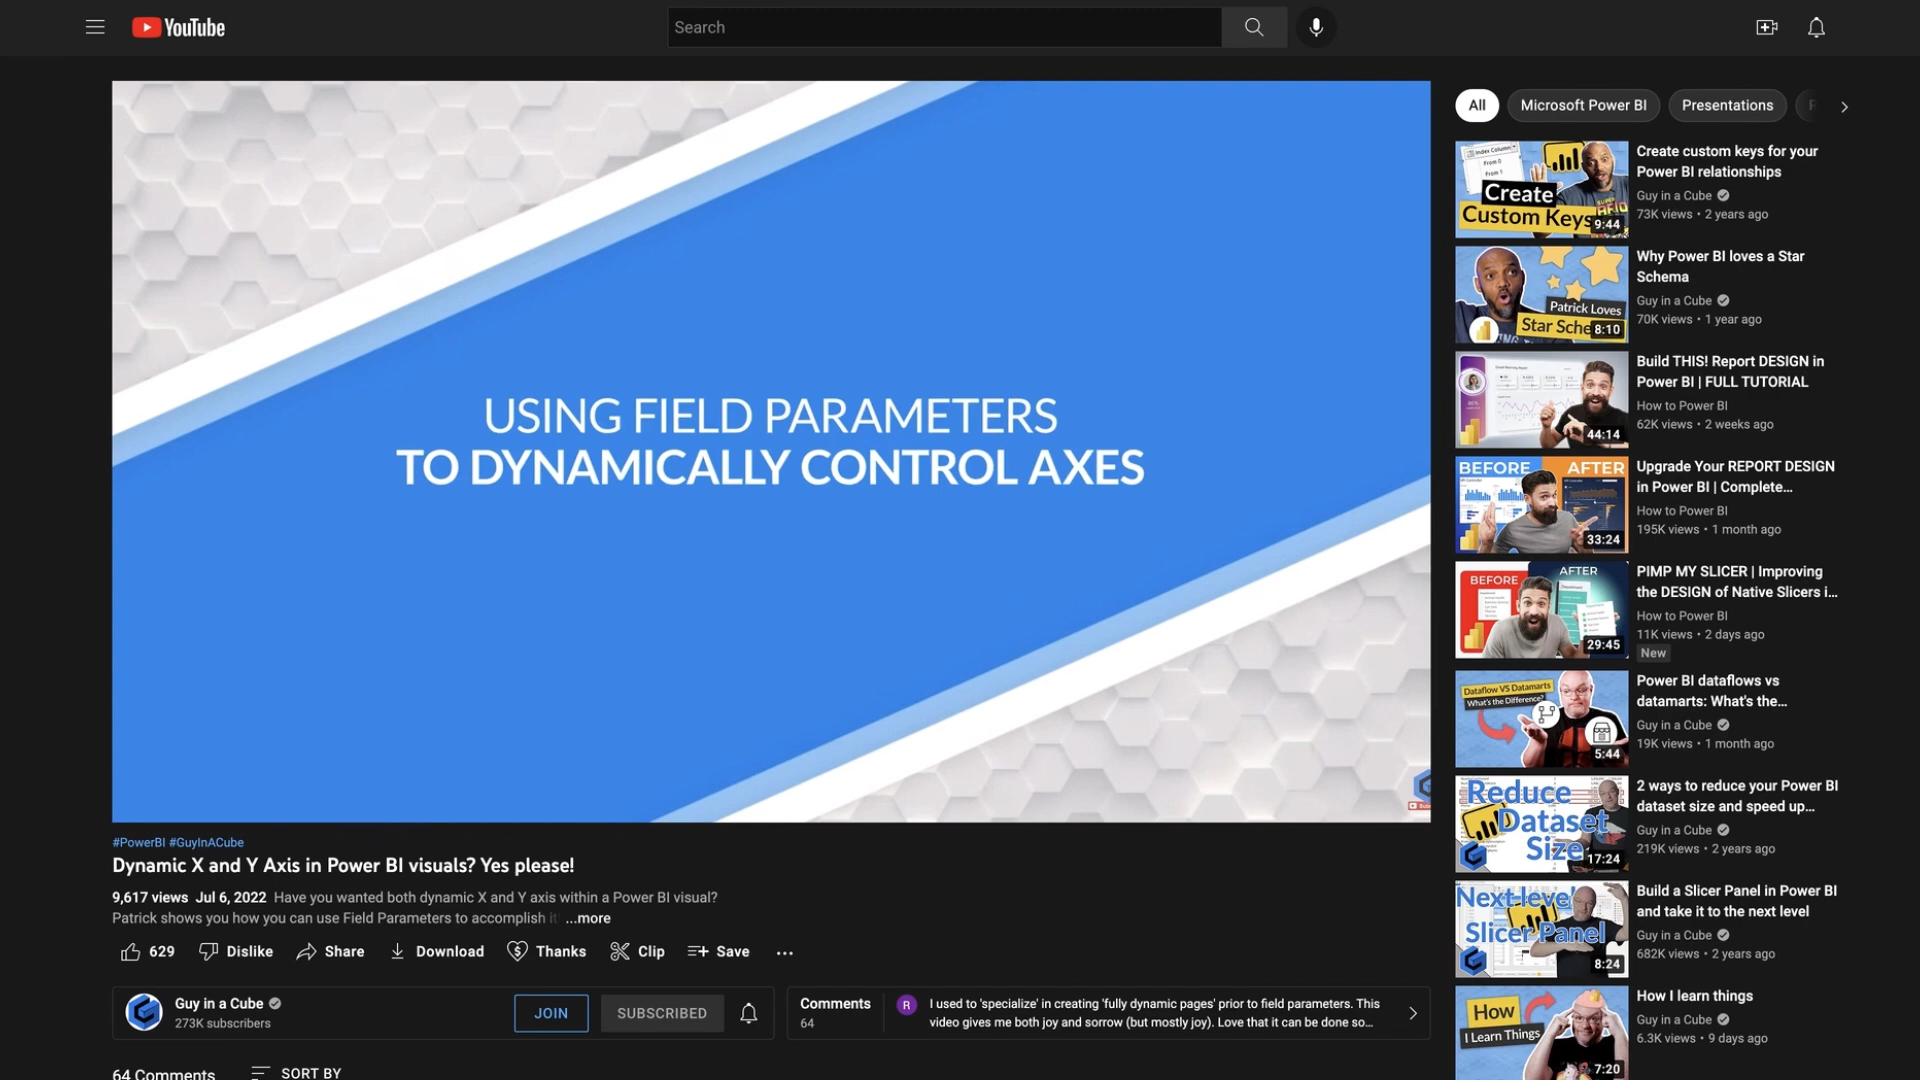 YouTube
Search
USING FIELD PARAMETERS
TO DYNAMICALLY CONTROL AXES
#PowerBI #GuyInACube
Dynamic X and Y Axis in Power BI visuals? Yes please!
9,617 views Jul 6, 2022 Have you wanted both dynamic X and Y axis within a Power BI visual?
Patrick shows you how you can use Field Parameters to accomplish it ...more
629 Dislike Share Download Thanks Clip Save
Guy in a Cube
273K subscribers
JOIN
SUBSCRIBED
Comments
64
R
I used to 'specialize' in creating 'fully dynamic pages' prior to field parameters. This
video gives me both joy and sorrow (but mostly joy). Love that it can be done so...
64 Comments SORT BY
All Microsoft Power BI Presentations
Index Column
From 0
From 1
Create
Custom Keys
9:44
Create custom keys for your
Power BI relationships
Guy in a Cube
73K views • 2 years ago
Patrick Loves
Star Sche
8:10
Why Power BI loves a Star
Schema
Guy in a Cube
70K views • 1 year ago
44:14
Build THIS! Report DESIGN in
Power BI | FULL TUTORIAL
How to Power BI
62K views • 2 weeks ago
BEFORE AFTER
33:24
Upgrade Your REPORT DESIGN
in Power BI | Complete...
How to Power BI
195K views • 1 month ago
BEFORE AFTER
29:45
PIMP MY SLICER | Improving
the DESIGN of Native Slicers i...
How to Power BI
11K views • 2 days ago
New
Dataflow VS Datamarts
What's the Difference?
5:44
Power BI dataflows vs
datamarts: What's the...
Guy in a Cube
19K views • 1 month ago
Reduce
Dataset
Size
17:24
2 ways to reduce your Power BI
dataset size and speed up...
Guy in a Cube
219K views • 2 years ago
Next-level
Slicer Panel
8:24
Build a Slicer Panel in Power BI
and take it to the next level
Guy in a Cube
682K views • 2 years ago
How
I Learn Things
7:20
How I learn things
Guy in a Cube
6.3K views • 9 days ago